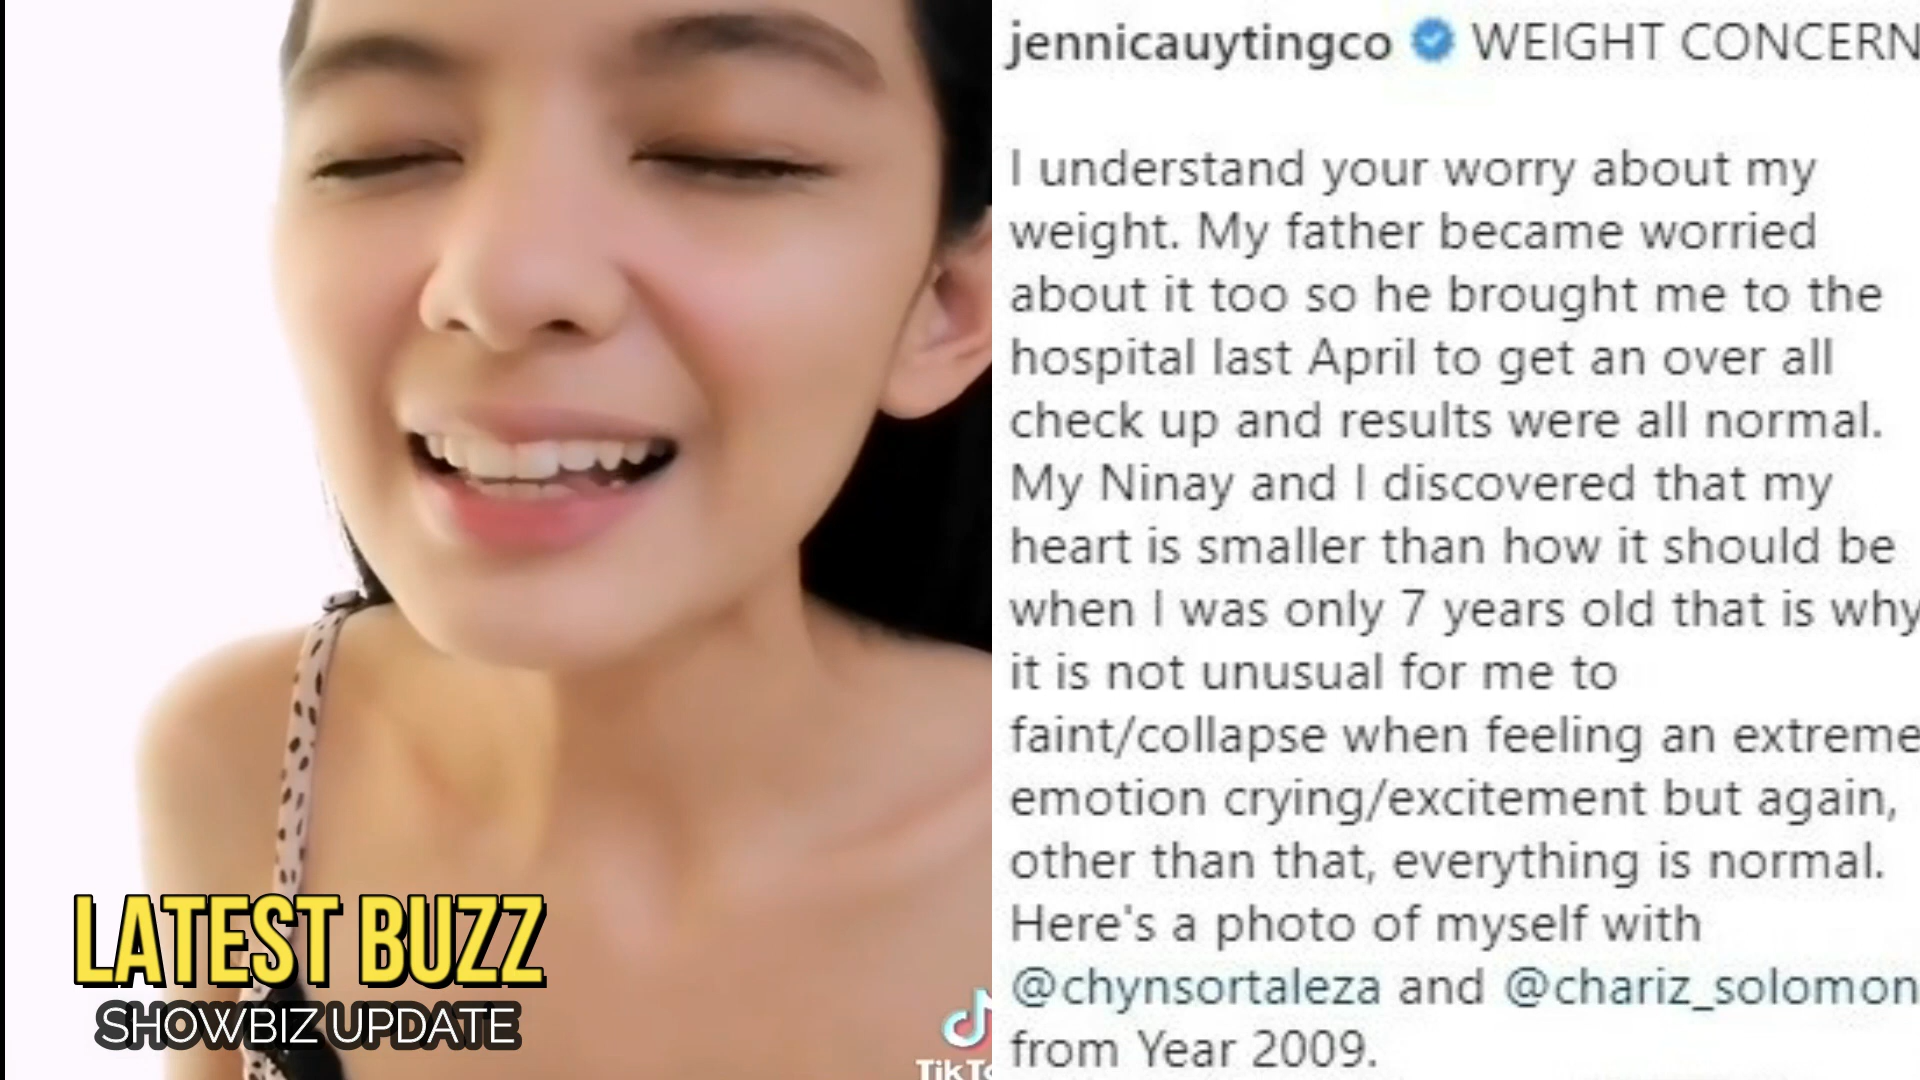 jennicauytingco WEIGHT CONCERN
I understand your worry about my
weight. My father became worried
about it too so he brought me to the
hospital last April to get an over all
check up and results were all normal.
My Ninay and I discovered that my
heart is smaller than how it should be
when I was only 7 years old that is why
it is not unusual for me to
faint/collapse when feeling an extreme
emotion crying/excitement but again,
other than that, everything is normal.
Here's a photo of myself with
@chynsortaleza and @chariz_solomon
from Year 2009.
LATEST BUZZ
SHOWBIZ UPDATE